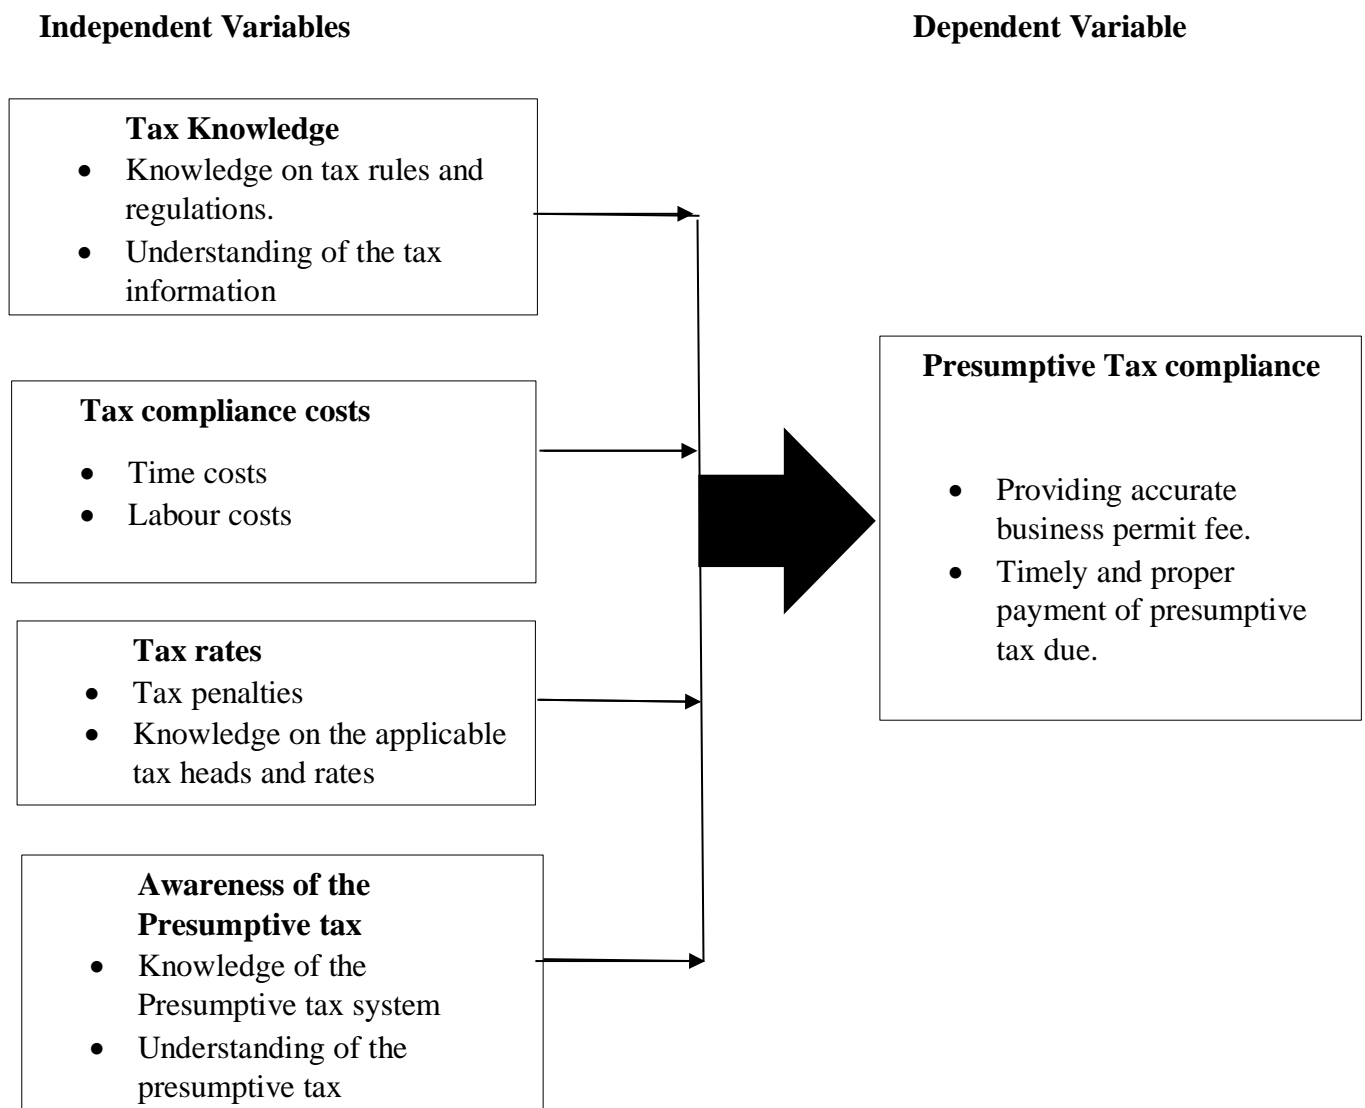 Independent Variables
Dependent Variable
Tax Knowledge
• Knowledge on tax rules and
regulations.
• Understanding of the tax
information
Tax compliance costs
• Time costs
• Labour costs
Tax rates
• Tax penalties
• Knowledge on the applicable
tax heads and rates
Awareness of the
Presumptive tax
• Knowledge of the
Presumptive tax system
• Understanding of the
presumptive tax
Presumptive Tax compliance
• Providing accurate
business permit fee.
• Timely and proper
payment of presumptive
tax due.